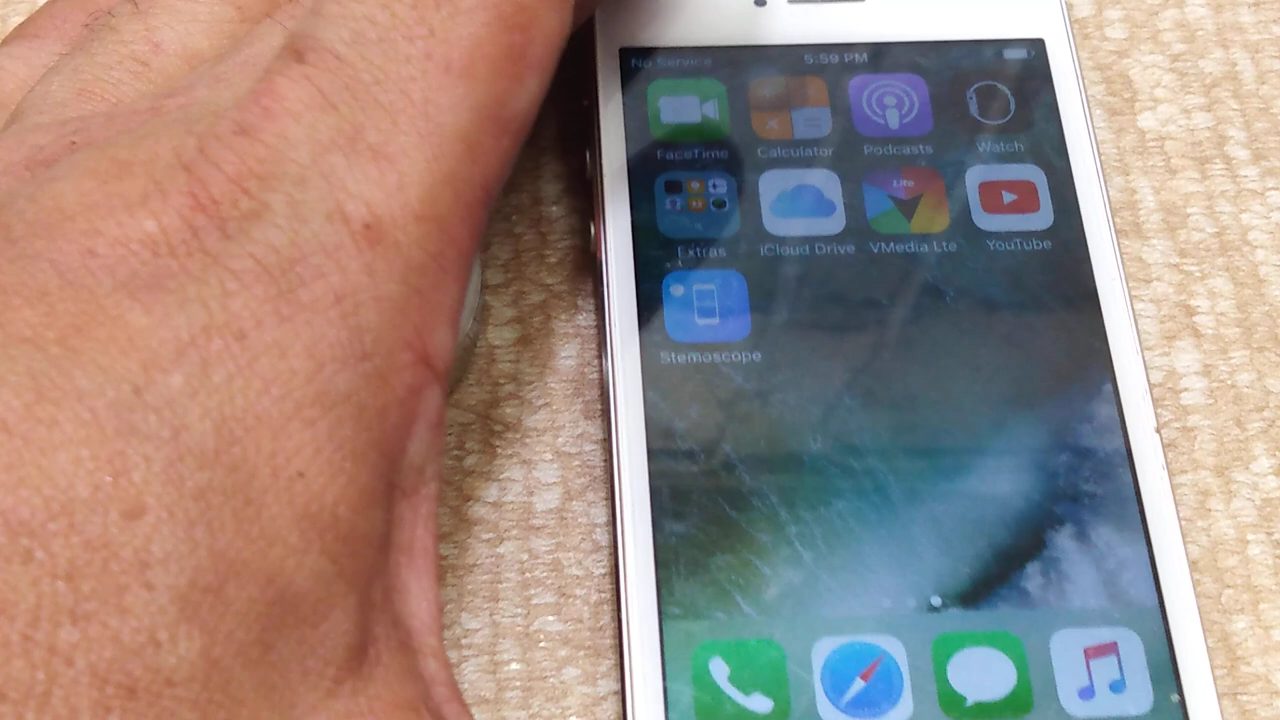 No Service 5:59 PM
FaceTime Calculator Podcasts Watch
Lite
Extras iCloud Drive VMedia Lte YouTube
Stemoscope